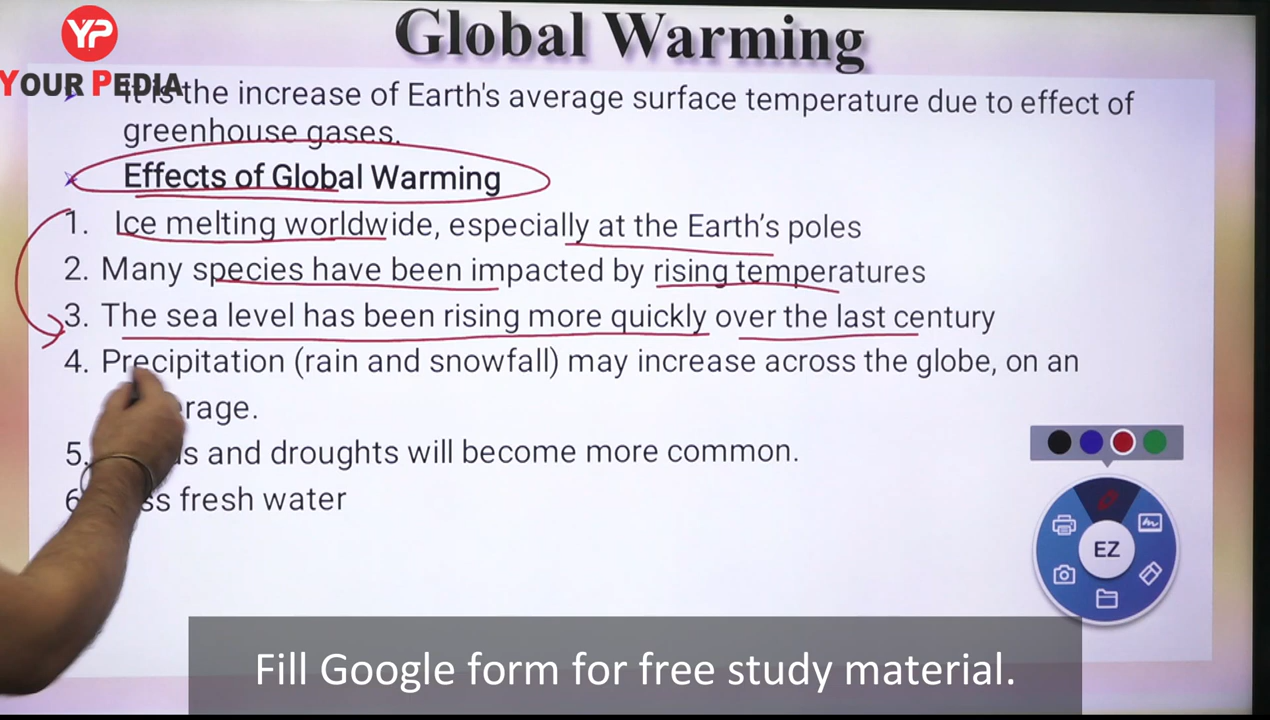 Global Warming
YP
YOUR PEDIA
the increase of Earth's average surface temperature due to effect of
greenhouse gases.
Effects of Global Warming
1. Ice melting worldwide, especially at the Earth's poles
2. Many species have been impacted by rising temperatures
3. The sea level has been rising more quickly over the last century
4. Precipitation (rain and snowfall) may increase across the globe, on an
5. and droughts will become more common.
fresh water
EZ
Fill Google form for free study material.